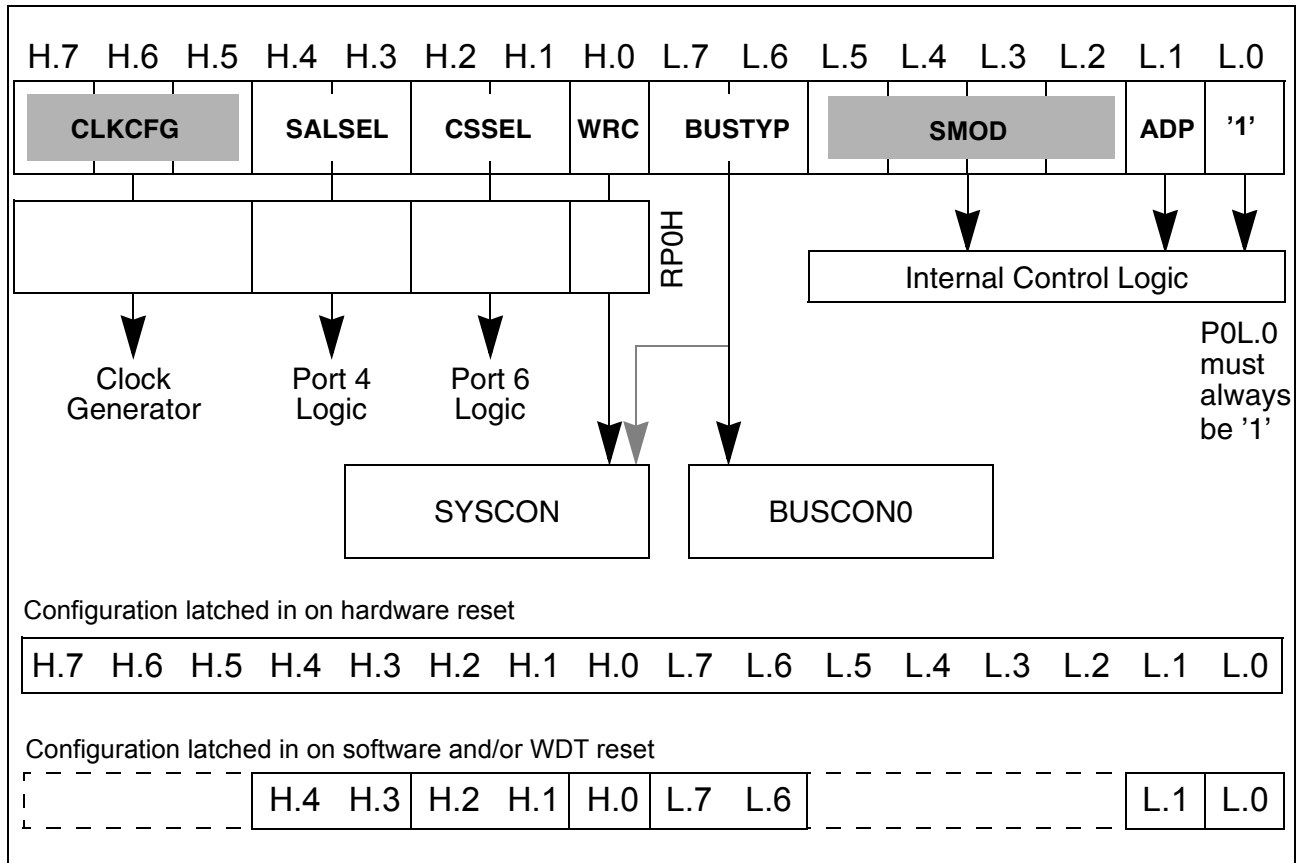 H.7 H.6 H.5 H.4 H.3 H.2 H.1 H.0 L.7 L.6 L.5 L.4 L.3 L.2 L.1 L.0
CLKCFG SALSEL CSSEL WRC BUSTYP SMOD ADP '1'
RP0H
Internal Control Logic
Clock
Generator
Port 4
Logic
Port 6
Logic
P0L.0
must
always
be '1'
SYSCON
BUSCON0
Configuration latched in on hardware reset
H.7 H.6 H.5 H.4 H.3 H.2 H.1 H.0 L.7 L.6 L.5 L.4 L.3 L.2 L.1 L.0
Configuration latched in on software and/or WDT reset
H.4 H.3 H.2 H.1 H.0 L.7 L.6 L.1 L.0